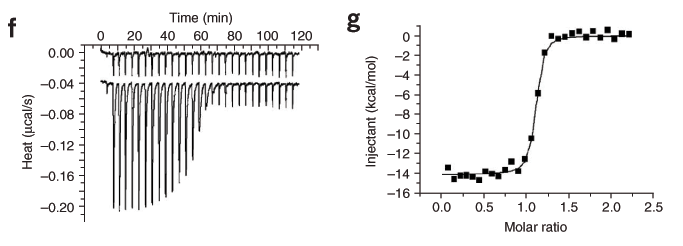 f
Time (min)
0 20 40 60 80 100 120
0.00
−0.04
−0.08
−0.12
−0.16
−0.20
Heat (μcal/s)
g
0
−2
−4
−6
−8
−10
−12
−14
−16
Injectant (kcal/mol)
0.0 0.5 1.0 1.5 2.0 2.5
Molar ratio